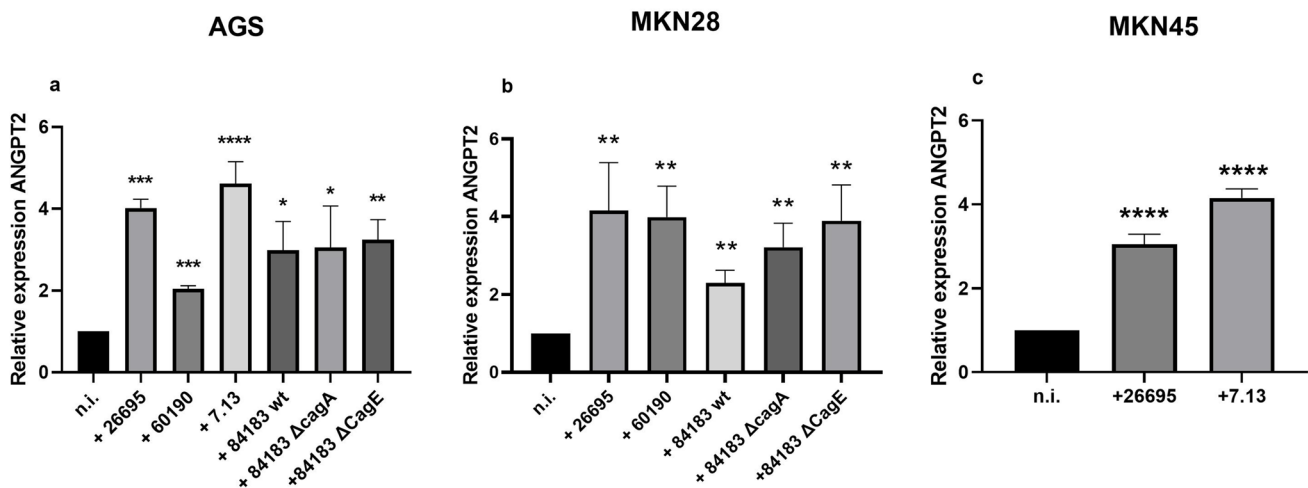 AGS
a
Relative expression ANGPT2
6
4
2
0
***
***
****
*
*
**
n.i.
+ 26695
+ 60190
+7.13
+ 84183 wt
+ 84183 ΔcagA
+84183 ΔCagE
MKN28
b
Relative expression ANGPT2
6
4
2
0
**
**
**
**
**
n.i.
+ 26695
+ 60190
+84183 wt
+ 84183 ΔcagA
+84183 ΔCagE
MKN45
c
Relative expression ANGPT2
6
4
2
0
****
****
n.i.
+26695
+7.13